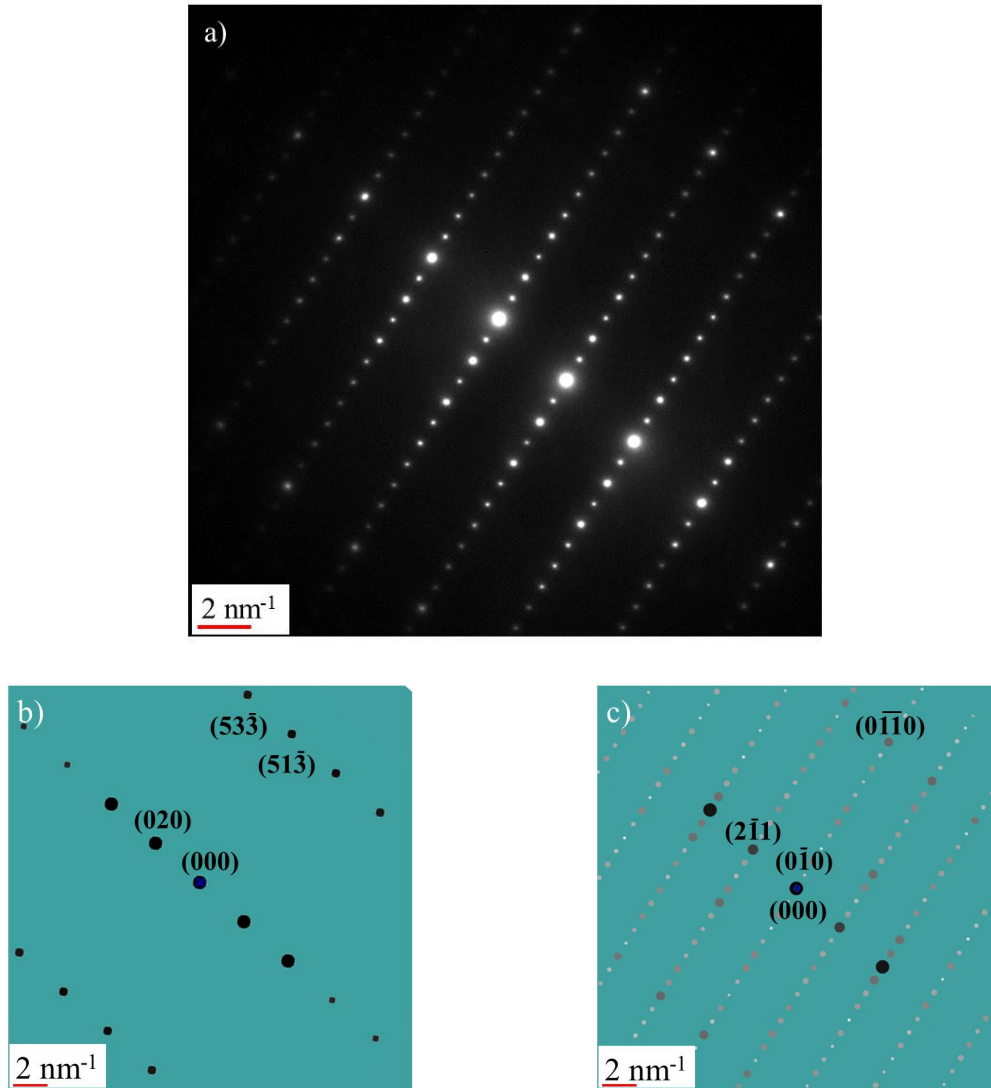 a)
2 nm⁻¹
b)
(533̅)
(513̅)
(020)
(000)
2 nm⁻¹
c)
(01̅1̅0)
(21̅1)
(01̅0)
(000)
2 nm⁻¹